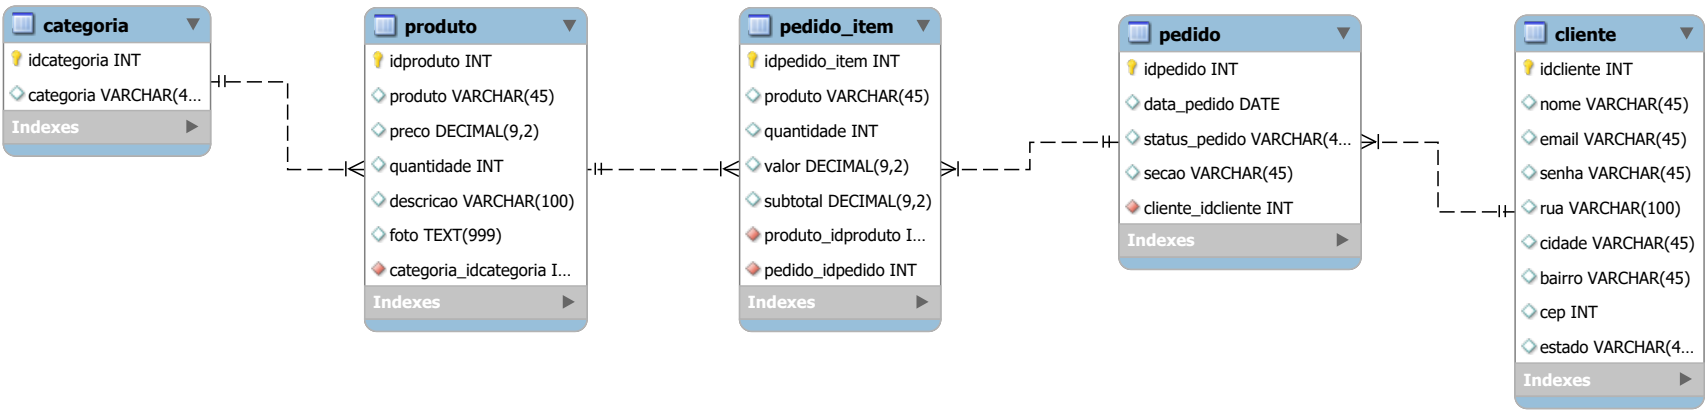 categoria
idcategoria INT
categoria VARCHAR(4...
Indexes
produto
idproduto INT
produto VARCHAR(45)
preco DECIMAL(9,2)
quantidade INT
descricao VARCHAR(100)
foto TEXT(999)
categoria_idcategoria I...
Indexes
pedido_item
idpedido_item INT
produto VARCHAR(45)
quantidade INT
valor DECIMAL(9,2)
subtotal DECIMAL(9,2)
produto_idproduto I...
pedido_idpedido INT
Indexes
pedido
idpedido INT
data_pedido DATE
status_pedido VARCHAR(4...
secao VARCHAR(45)
cliente_idcliente INT
Indexes
cliente
idcliente INT
nome VARCHAR(45)
email VARCHAR(45)
senha VARCHAR(45)
rua VARCHAR(100)
cidade VARCHAR(45)
bairro VARCHAR(45)
cep INT
estado VARCHAR(4...
Indexes